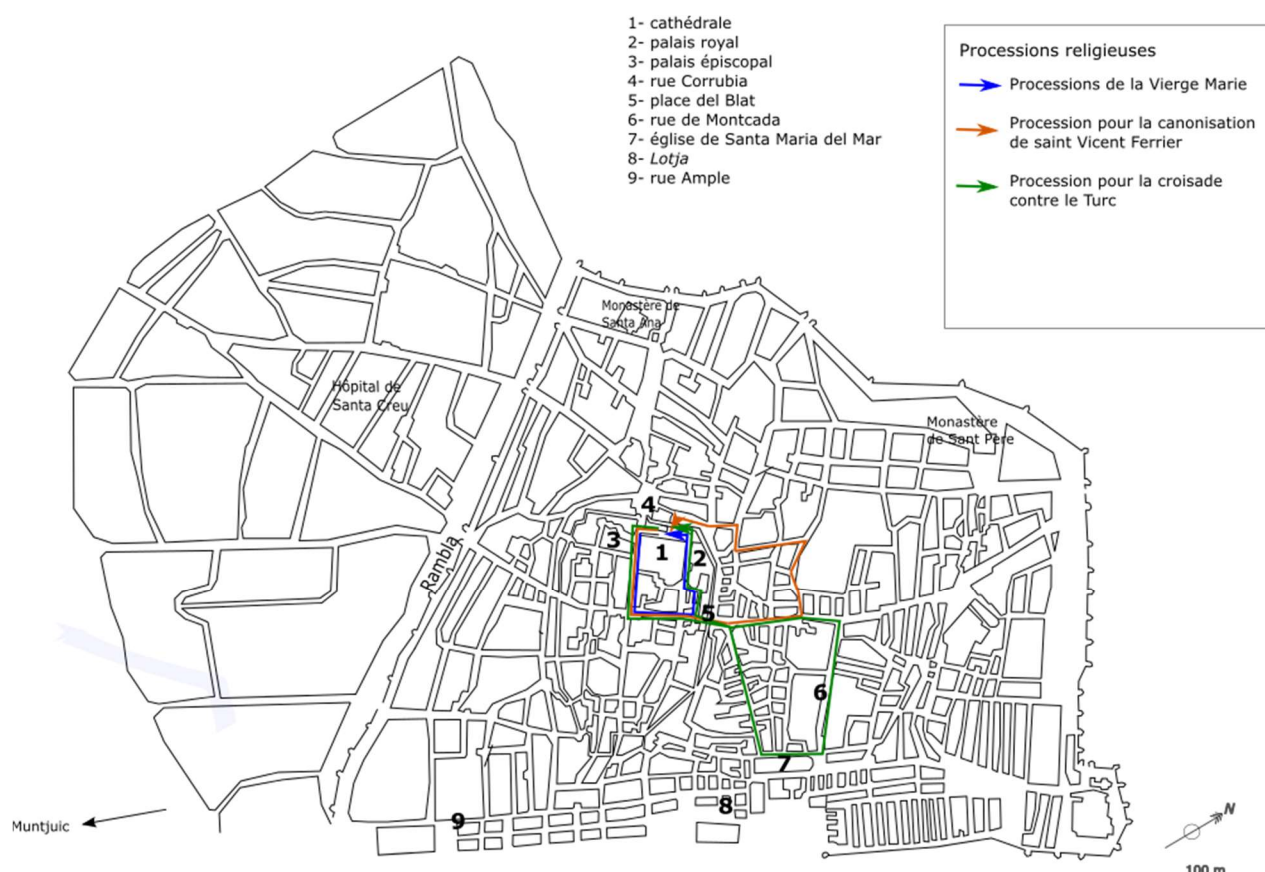 1- cathédrale
2- palais royal
3- palais épiscopal
4- rue Corrubia
5- place del Blat
6- rue de Montcada
7- église de Santa Maria del Mar
8- Lotja
9- rue Ample
Processions religieuses
Processions de la Vierge Marie
Procession pour la canonisation
de saint Vicent Ferrier
Procession pour la croisade
contre le Turc
Monastère de
Santa Ana
Hôpital de
Santa Creu
Monastère
de Sant Pere
Rambla
4
3
1
2
5
6
7
8
9
Muntjuic
N
100 m